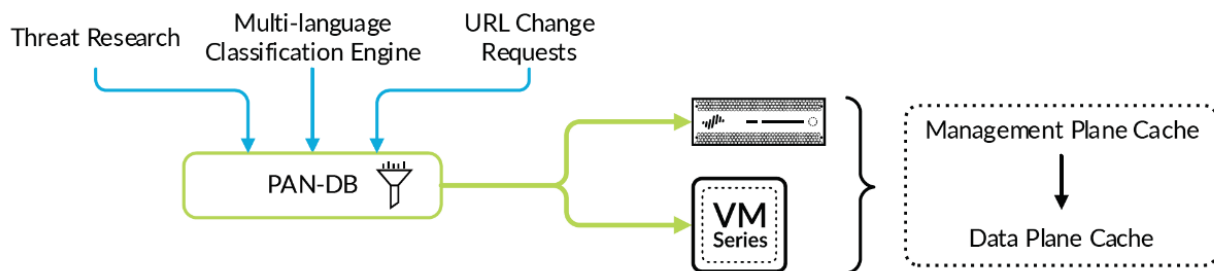 Threat Research
Multi-language
Classification Engine
URL Change
Requests
PAN-DB
VM
Series
Management Plane Cache
Data Plane Cache